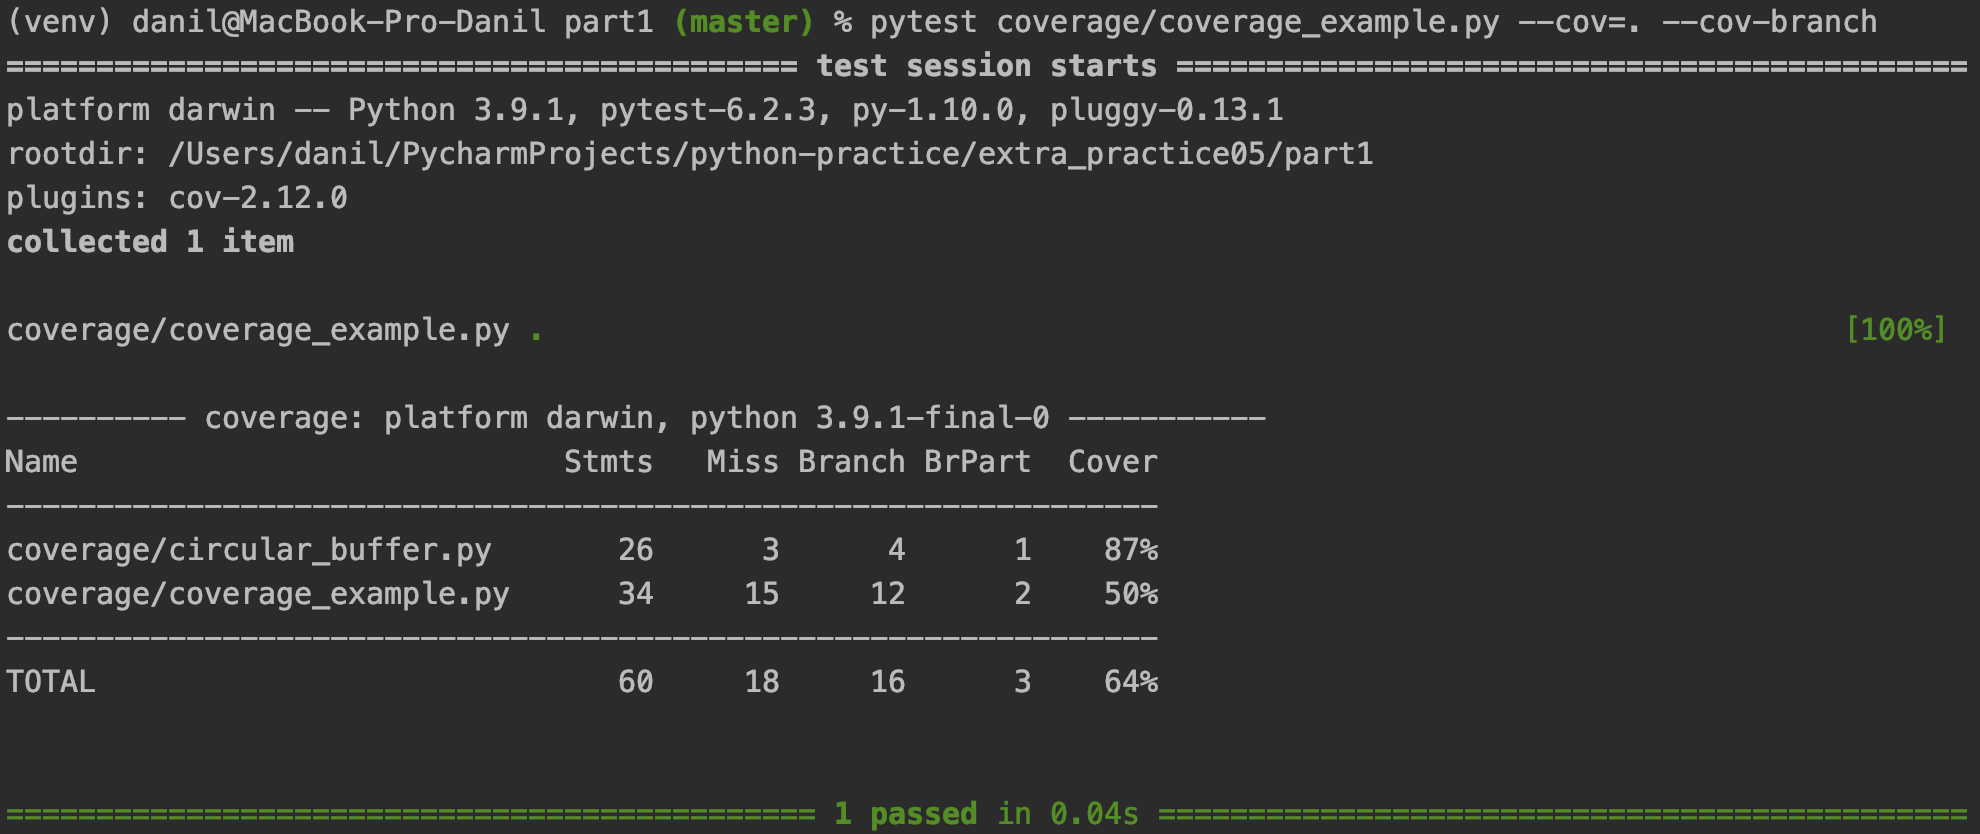 (venv) danil@MacBook-Pro-Danil part1 (master) % pytest coverage/coverage_example.py --cov=. --cov-branch
============================================ test session starts ============================================
platform darwin -- Python 3.9.1, pytest-6.2.3, py-1.10.0, pluggy-0.13.1
rootdir: /Users/danil/PycharmProjects/python-practice/extra_practice05/part1
plugins: cov-2.12.0
collected 1 item
coverage/coverage_example.py . [100%]
---------- coverage: platform darwin, python 3.9.1-final-0 -----------
Name                               Stmts   Miss Branch BrPart  Cover
----------------------------------------------------------------
coverage/circular_buffer.py       26      3      4      1    87%
coverage/coverage_example.py      34     15     12      2    50%
----------------------------------------------------------------
TOTAL                             60     18     16      3    64%
============================================= 1 passed in 0.04s =============================================